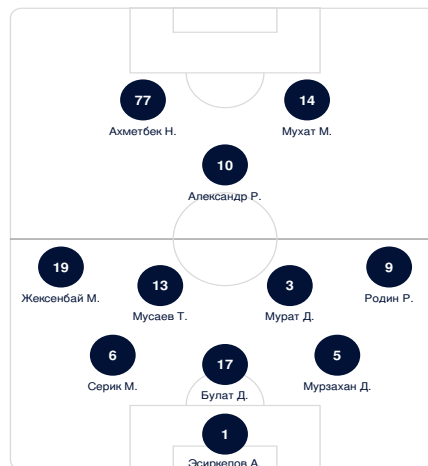 77
14
Ахметбек Н.
Мухат М.
10
Александр Р.
19
9
13
3
Жексенбай М.
Родин Р.
Мусаев Т.
Мурат Д.
6
17
5
Серик М.
Мурзахан Д.
Булат Д.
1
Эсиркепов А.